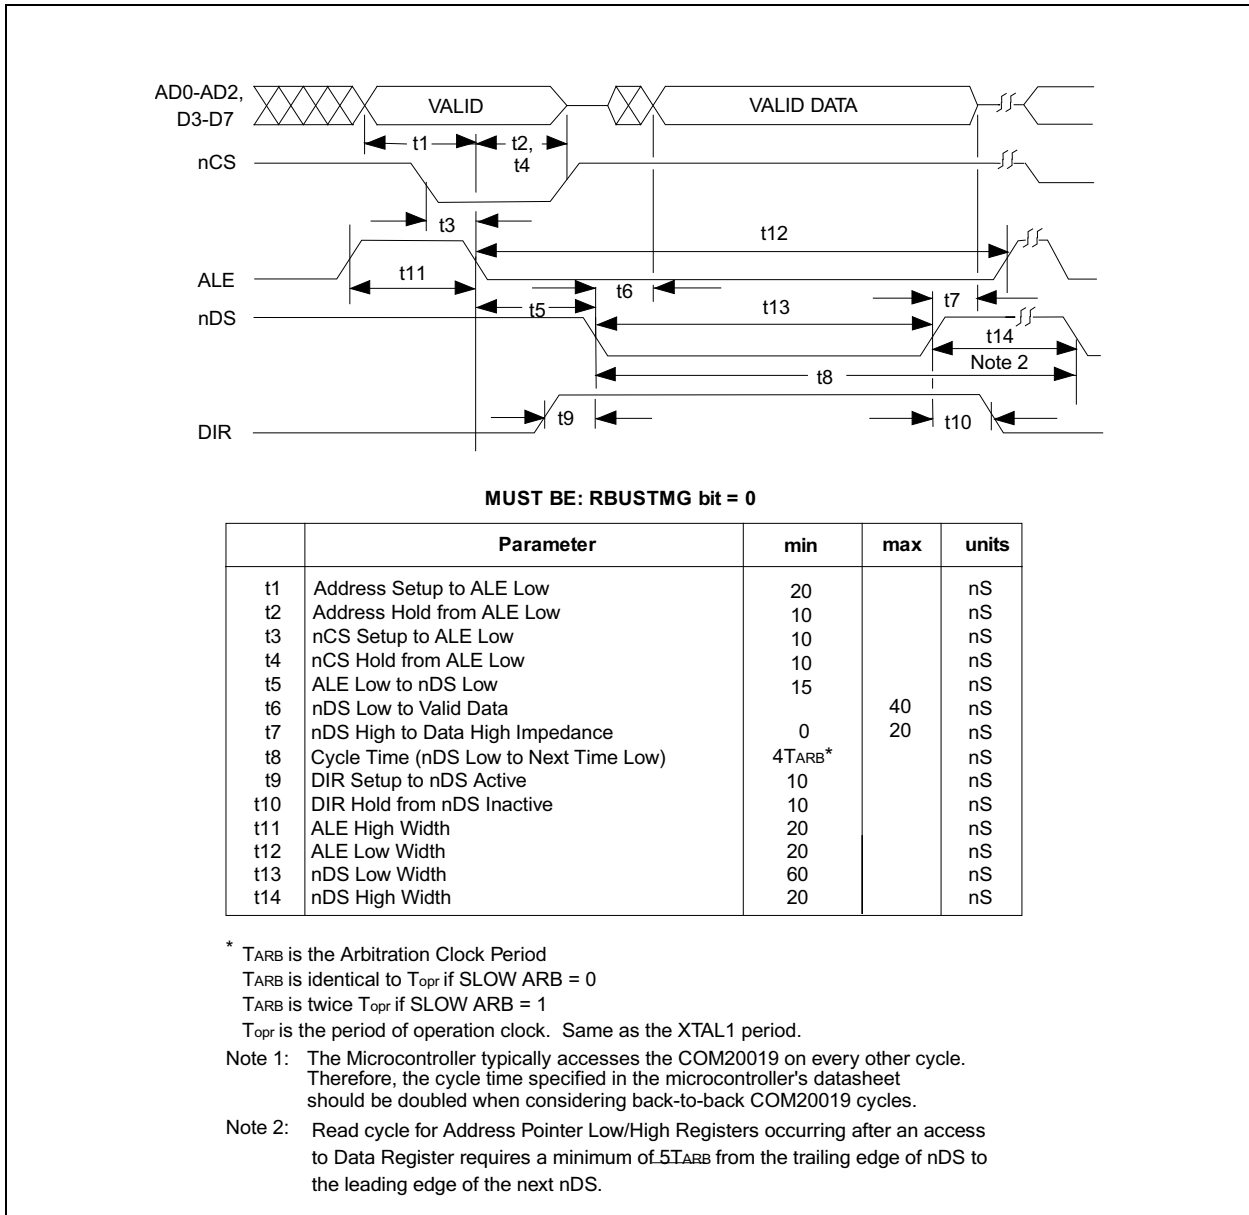 AD0-AD2,
D3-D7
VALID
VALID DATA
t1
t2,
t4
nCS
t3
t12
ALE
t11
t6
t7
t5
t13
nDS
t14
Note 2
t8
t9
t10
DIR
MUST BE: RBUSTMG bit = 0
Parameter min max units
t1 Address Setup to ALE Low 20 nS
t2 Address Hold from ALE Low 10 nS
t3 nCS Setup to ALE Low 10 nS
t4 nCS Hold from ALE Low 10 nS
t5 ALE Low to nDS Low 15 nS
t6 nDS Low to Valid Data 40 nS
t7 nDS High to Data High Impedance 0 20 nS
t8 Cycle Time (nDS Low to Next Time Low) 4TARB* nS
t9 DIR Setup to nDS Active 10 nS
t10 DIR Hold from nDS Inactive 10 nS
t11 ALE High Width 20 nS
t12 ALE Low Width 20 nS
t13 nDS Low Width 60 nS
t14 nDS High Width 20 nS
* TARB is the Arbitration Clock Period
TARB is identical to Topr if SLOW ARB = 0
TARB is twice Topr if SLOW ARB = 1
Topr is the period of operation clock. Same as the XTAL1 period.
Note 1: The Microcontroller typically accesses the COM20019 on every other cycle.
Therefore, the cycle time specified in the microcontroller's datasheet
should be doubled when considering back-to-back COM20019 cycles.
Note 2: Read cycle for Address Pointer Low/High Registers occurring after an access
to Data Register requires a minimum of 5TARB from the trailing edge of nDS to
the leading edge of the next nDS.